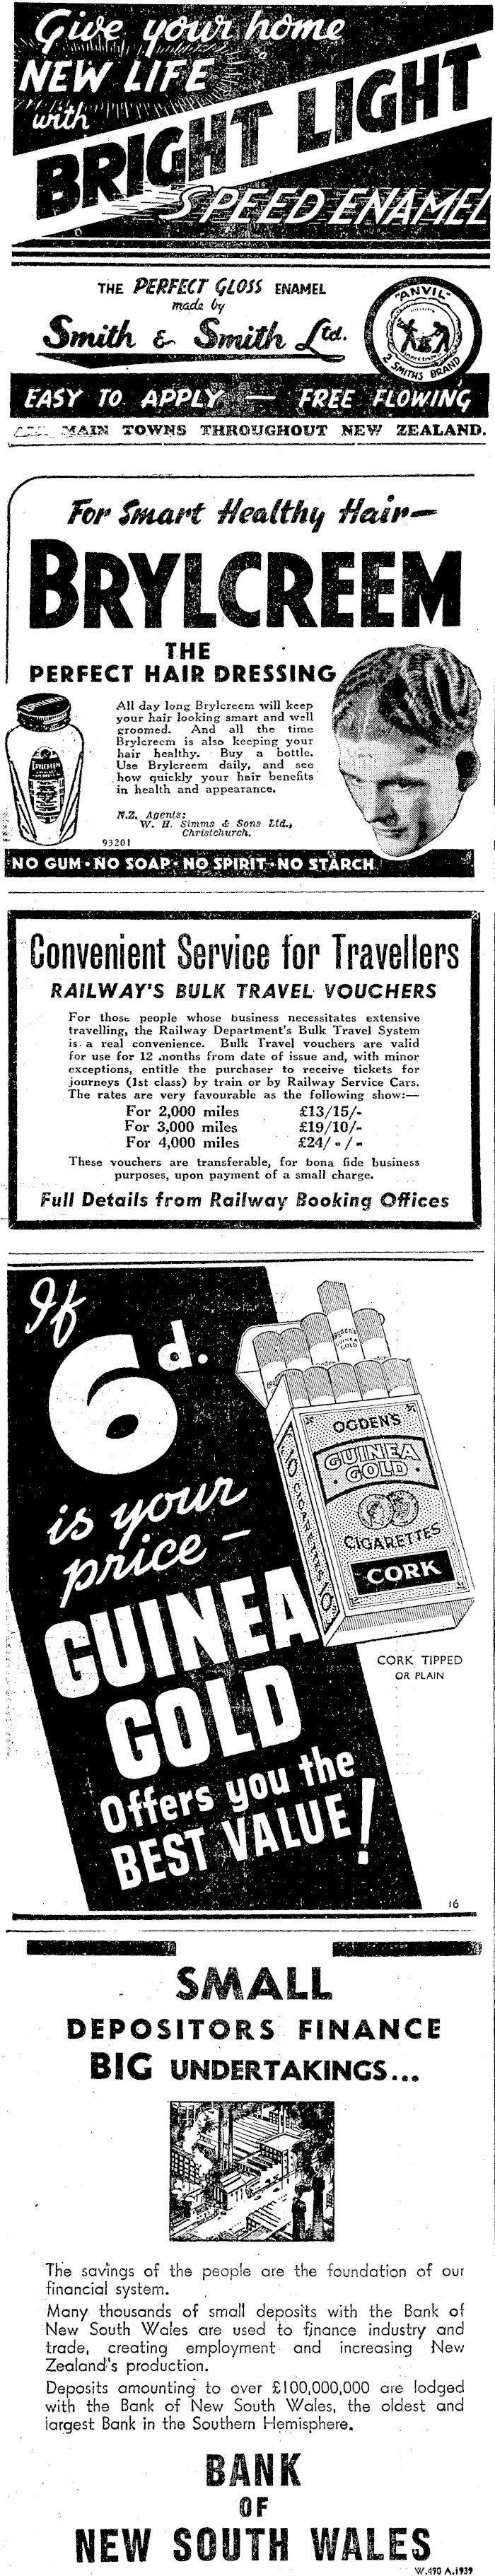 Give your home
NEW LIFE
with
BRIGHT LIGHT
SPEED ENAMEL
THE PERFECT GLOSS ENAMEL
made by
Smith & Smith Ltd.
"ANVIL"
2 SMITHS BRAND
EASY TO APPLY — FREE FLOWING
MAIN TOWNS THROUGHOUT NEW ZEALAND.
For Smart Healthy Hair—
BRYLCREEM
THE
PERFECT HAIR DRESSING
All day long Brylcreem will keep
your hair looking smart and well
groomed. And all the time
Brylcreem is also keeping your
hair healthy. Buy a bottle.
Use Brylcreem daily, and see
how quickly your hair benefits
in health and appearance.
N.Z. Agents:
W. H. Simms & Sons Ltd.,
Christchurch.
93201
NO GUM · NO SOAP · NO SPIRIT · NO STARCH
Convenient Service for Travellers
RAILWAY'S BULK TRAVEL VOUCHERS
For those people whose business necessitates extensive
travelling, the Railway Department's Bulk Travel System
is a real convenience. Bulk Travel vouchers are valid
for use for 12 months from date of issue and, with minor
exceptions, entitle the purchaser to receive tickets for
journeys (1st class) by train or by Railway Service Cars.
The rates are very favourable as the following show:—
For 2,000 miles £13/15/-
For 3,000 miles £19/10/-
For 4,000 miles £24/-/-
These vouchers are transferable, for bona fide business
purposes, upon payment of a small charge.
Full Details from Railway Booking Offices
If
6d.
is your
price —
GUINEA
GOLD
Offers you the
BEST VALUE!
OGDEN'S
GUINEA
GOLD
CIGARETTES
CORK
10 CIGARETTES 10
CORK TIPPED
OR PLAIN
16
SMALL
DEPOSITORS FINANCE
BIG UNDERTAKINGS...
The savings of the people are the foundation of our
financial system.
Many thousands of small deposits with the Bank of
New South Wales are used to finance industry and
trade, creating employment and increasing New
Zealand's production.
Deposits amounting to over £100,000,000 are lodged
with the Bank of New South Wales, the oldest and
largest Bank in the Southern Hemisphere.
BANK
OF
NEW SOUTH WALES
W.490 A.1939